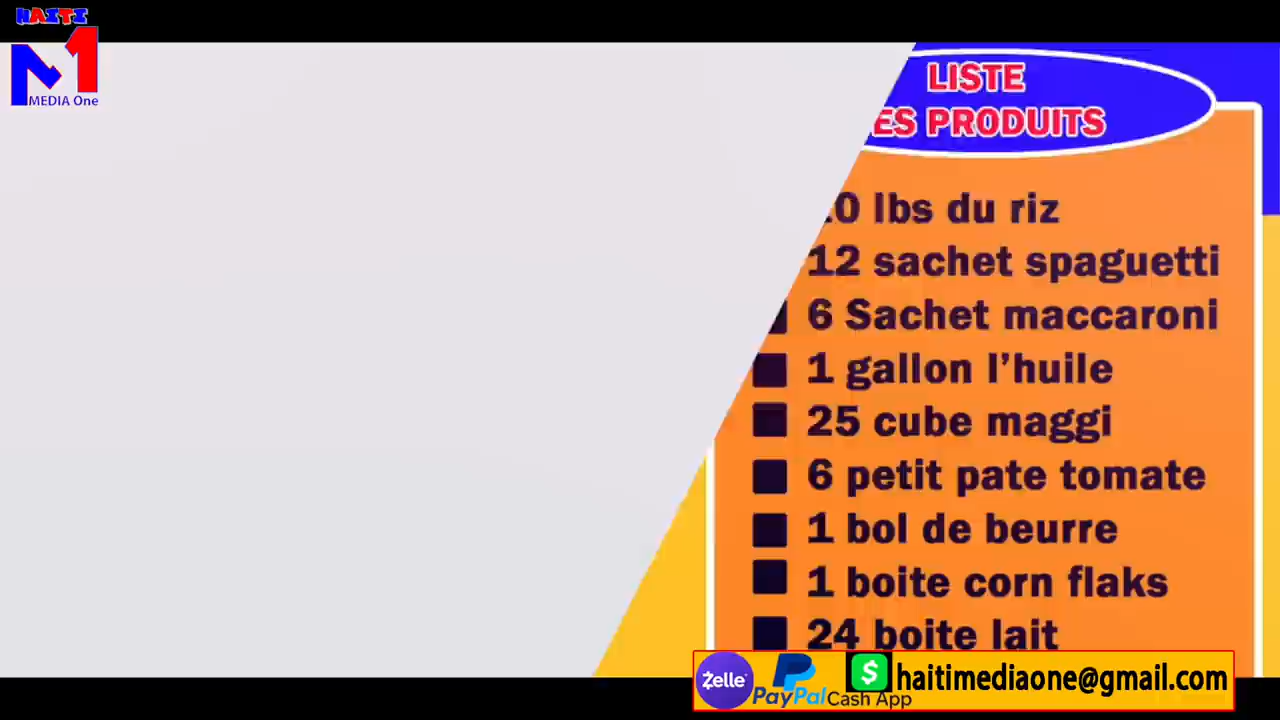 HAITI
M1
MEDIA One
LISTE
ES PRODUITS
0 lbs du riz
12 sachet spaguetti
6 Sachet maccaroni
1 gallon l’huile
25 cube maggi
6 petit pate tomate
1 bol de beurre
1 boite corn flaks
24 boite lait
Zelle PayPal $ Cash App haitimediaone@gmail.com